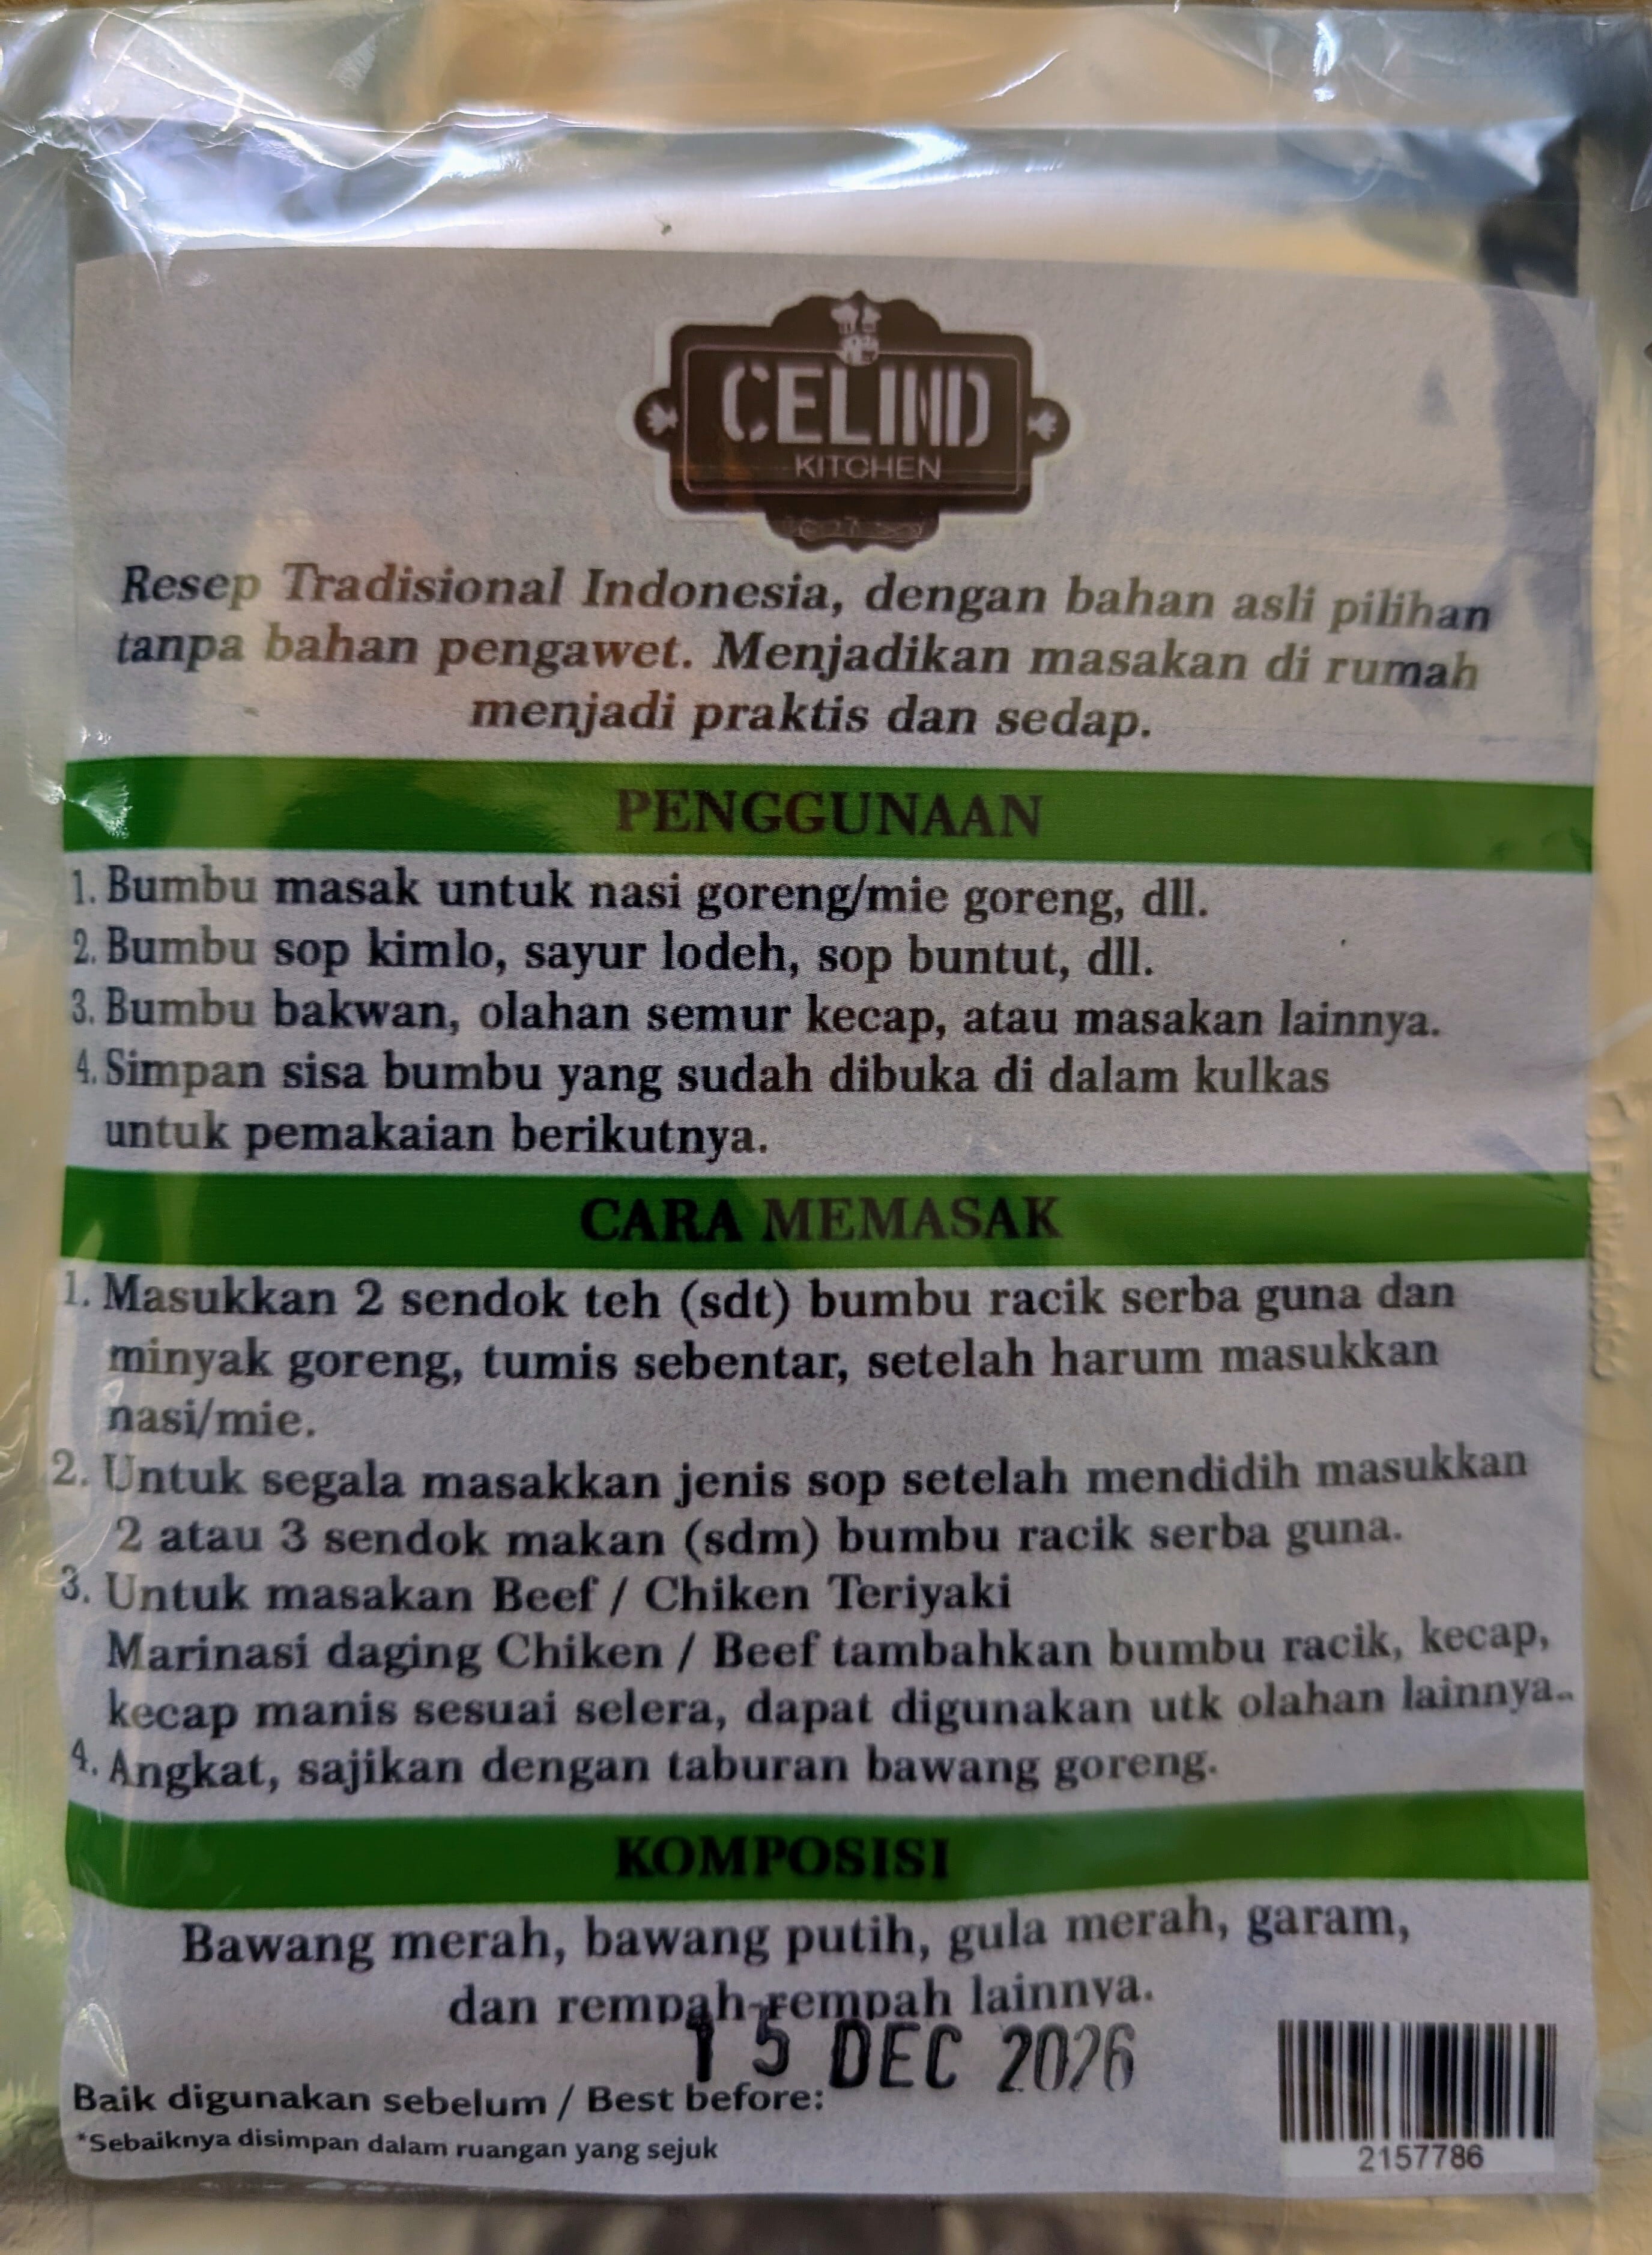 CELIND
KITCHEN
Resep Tradisional Indonesia, dengan bahan asli pilihan
tanpa bahan pengawet. Menjadikan masakan di rumah
menjadi praktis dan sedap.
PENGGUNAAN
1. Bumbu masak untuk nasi goreng/mie goreng, dll.
2. Bumbu sop kimlo, sayur lodeh, sop buntut, dll.
3. Bumbu bakwan, olahan semur kecap, atau masakan lainnya.
4. Simpan sisa bumbu yang sudah dibuka di dalam kulkas
untuk pemakaian berikutnya.
CARA MEMASAK
1. Masukkan 2 sendok teh (sdt) bumbu racik serba guna dan
minyak goreng, tumis sebentar, setelah harum masukkan
nasi/mie.
2. Untuk segala masakkan jenis sop setelah mendidih masukkan
2 atau 3 sendok makan (sdm) bumbu racik serba guna.
3. Untuk masakan Beef / Chiken Teriyaki
Marinasi daging Chiken / Beef tambahkan bumbu racik, kecap,
kecap manis sesuai selera, dapat digunakan utk olahan lainnya..
4. Angkat, sajikan dengan taburan bawang goreng.
KOMPOSISI
Bawang merah, bawang putih, gula merah, garam,
dan rempah-rempah lainnya.
15 DEC 2026
Baik digunakan sebelum / Best before:
*Sebaiknya disimpan dalam ruangan yang sejuk
2157786